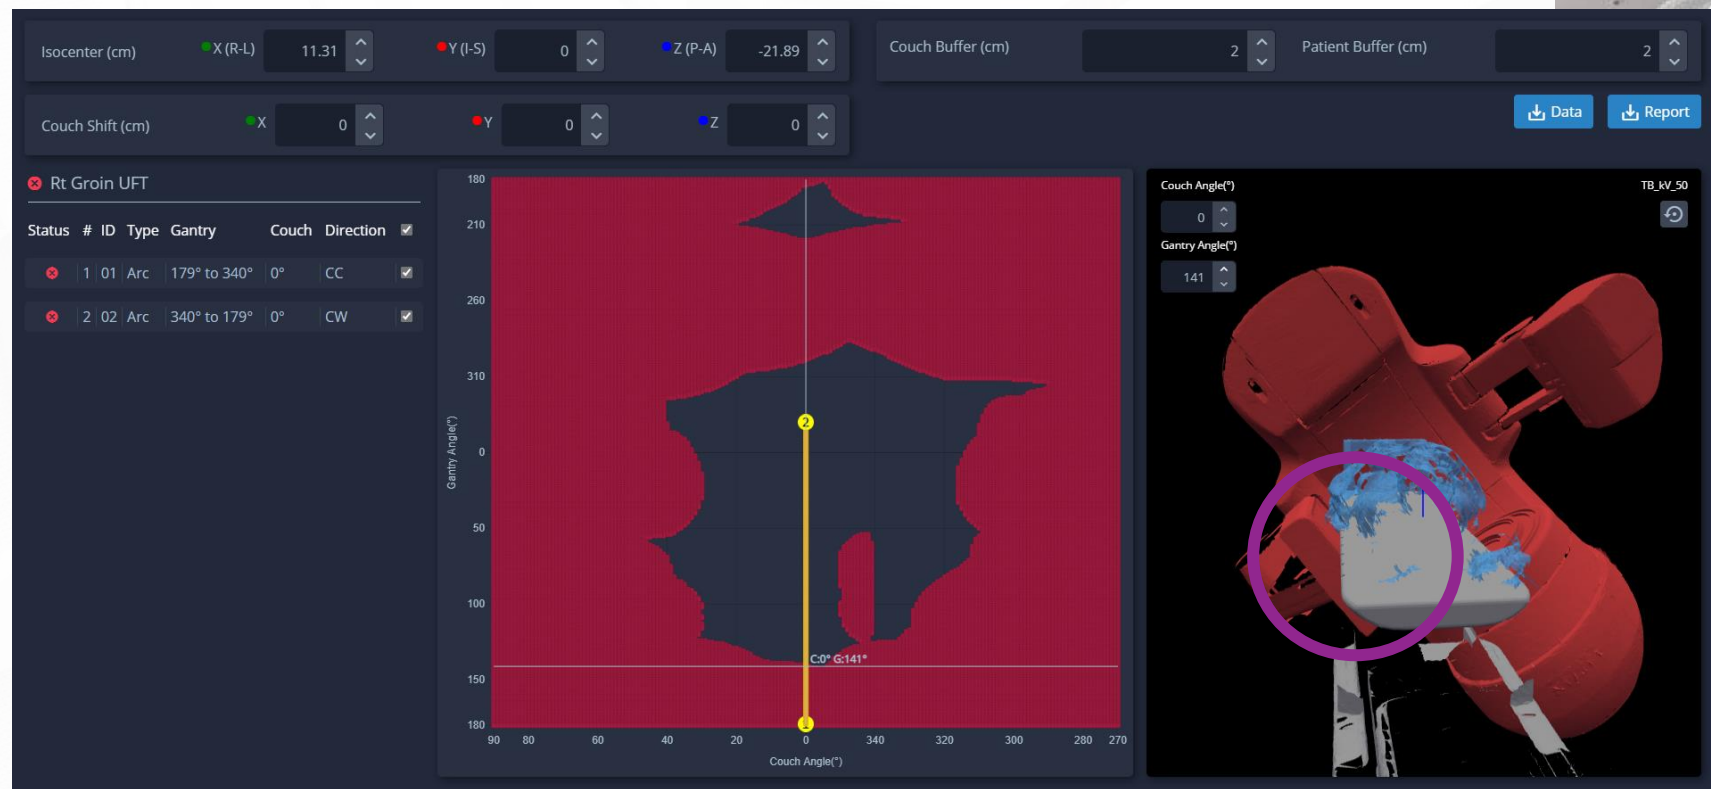 Isocenter (cm) X (R-L) 11.31 Y (I-S) 0 Z (P-A) -21.89 Couch Buffer (cm) 2 Patient Buffer (cm) 2
Couch Shift (cm) X 0 Y 0 Z 0 Data Report
Rt Groin UFT
Status # ID Type Gantry Couch Direction
1 01 Arc 179° to 340° 0° CC
2 02 Arc 340° to 179° 0° CW
180
210
260
310
0
50
100
150
180
Gantry Angle(°)
2
C:0° G:141°
1
90 80 60 40 20 0 340 320 300 280 270
Couch Angle(°)
Couch Angle(°) TB_kV_50
0
Gantry Angle(°)
141